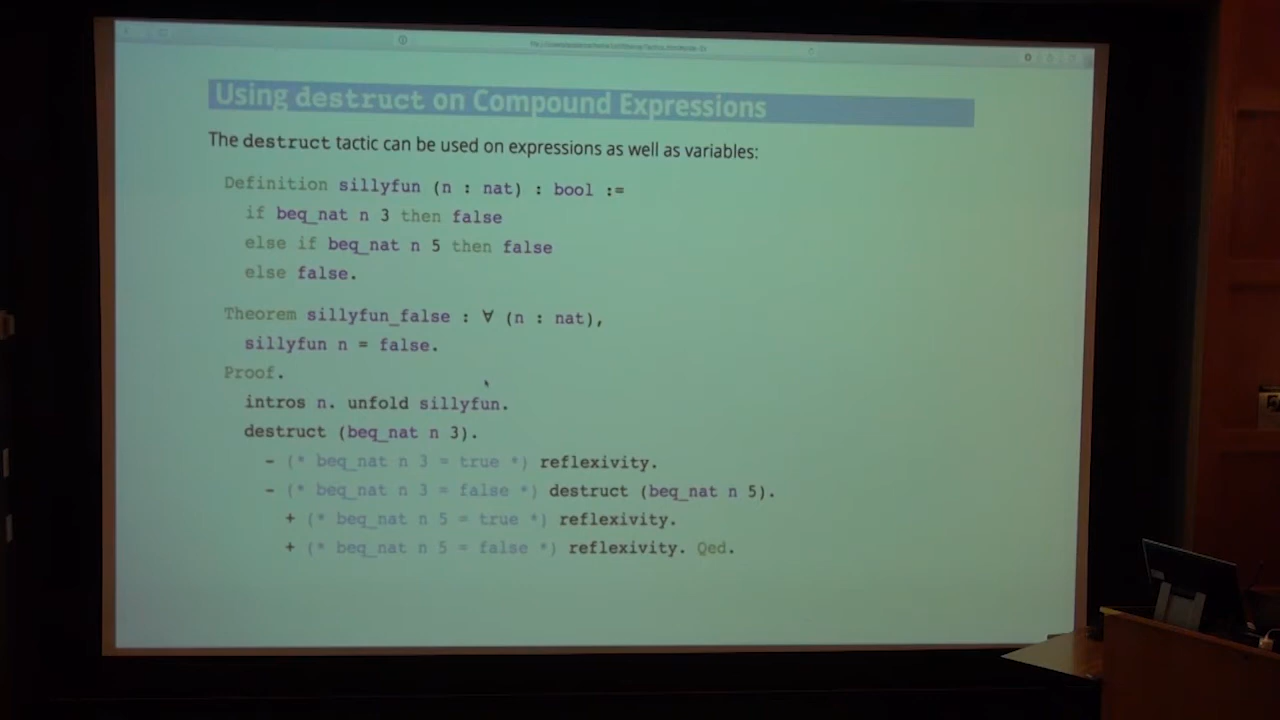 Using destruct on Compound Expressions
The destruct tactic can be used on expressions as well as variables:
Definition sillyfun (n : nat) : bool :=
if beq_nat n 3 then false
else if beq_nat n 5 then false
else false.
Theorem sillyfun_false : ∀ (n : nat),
sillyfun n = false.
Proof.
intros n. unfold sillyfun.
destruct (beq_nat n 3).
- (* beq_nat n 3 = true *) reflexivity.
- (* beq_nat n 3 = false *) destruct (beq_nat n 5).
+ (* beq_nat n 5 = true *) reflexivity.
+ (* beq_nat n 5 = false *) reflexivity. Qed.